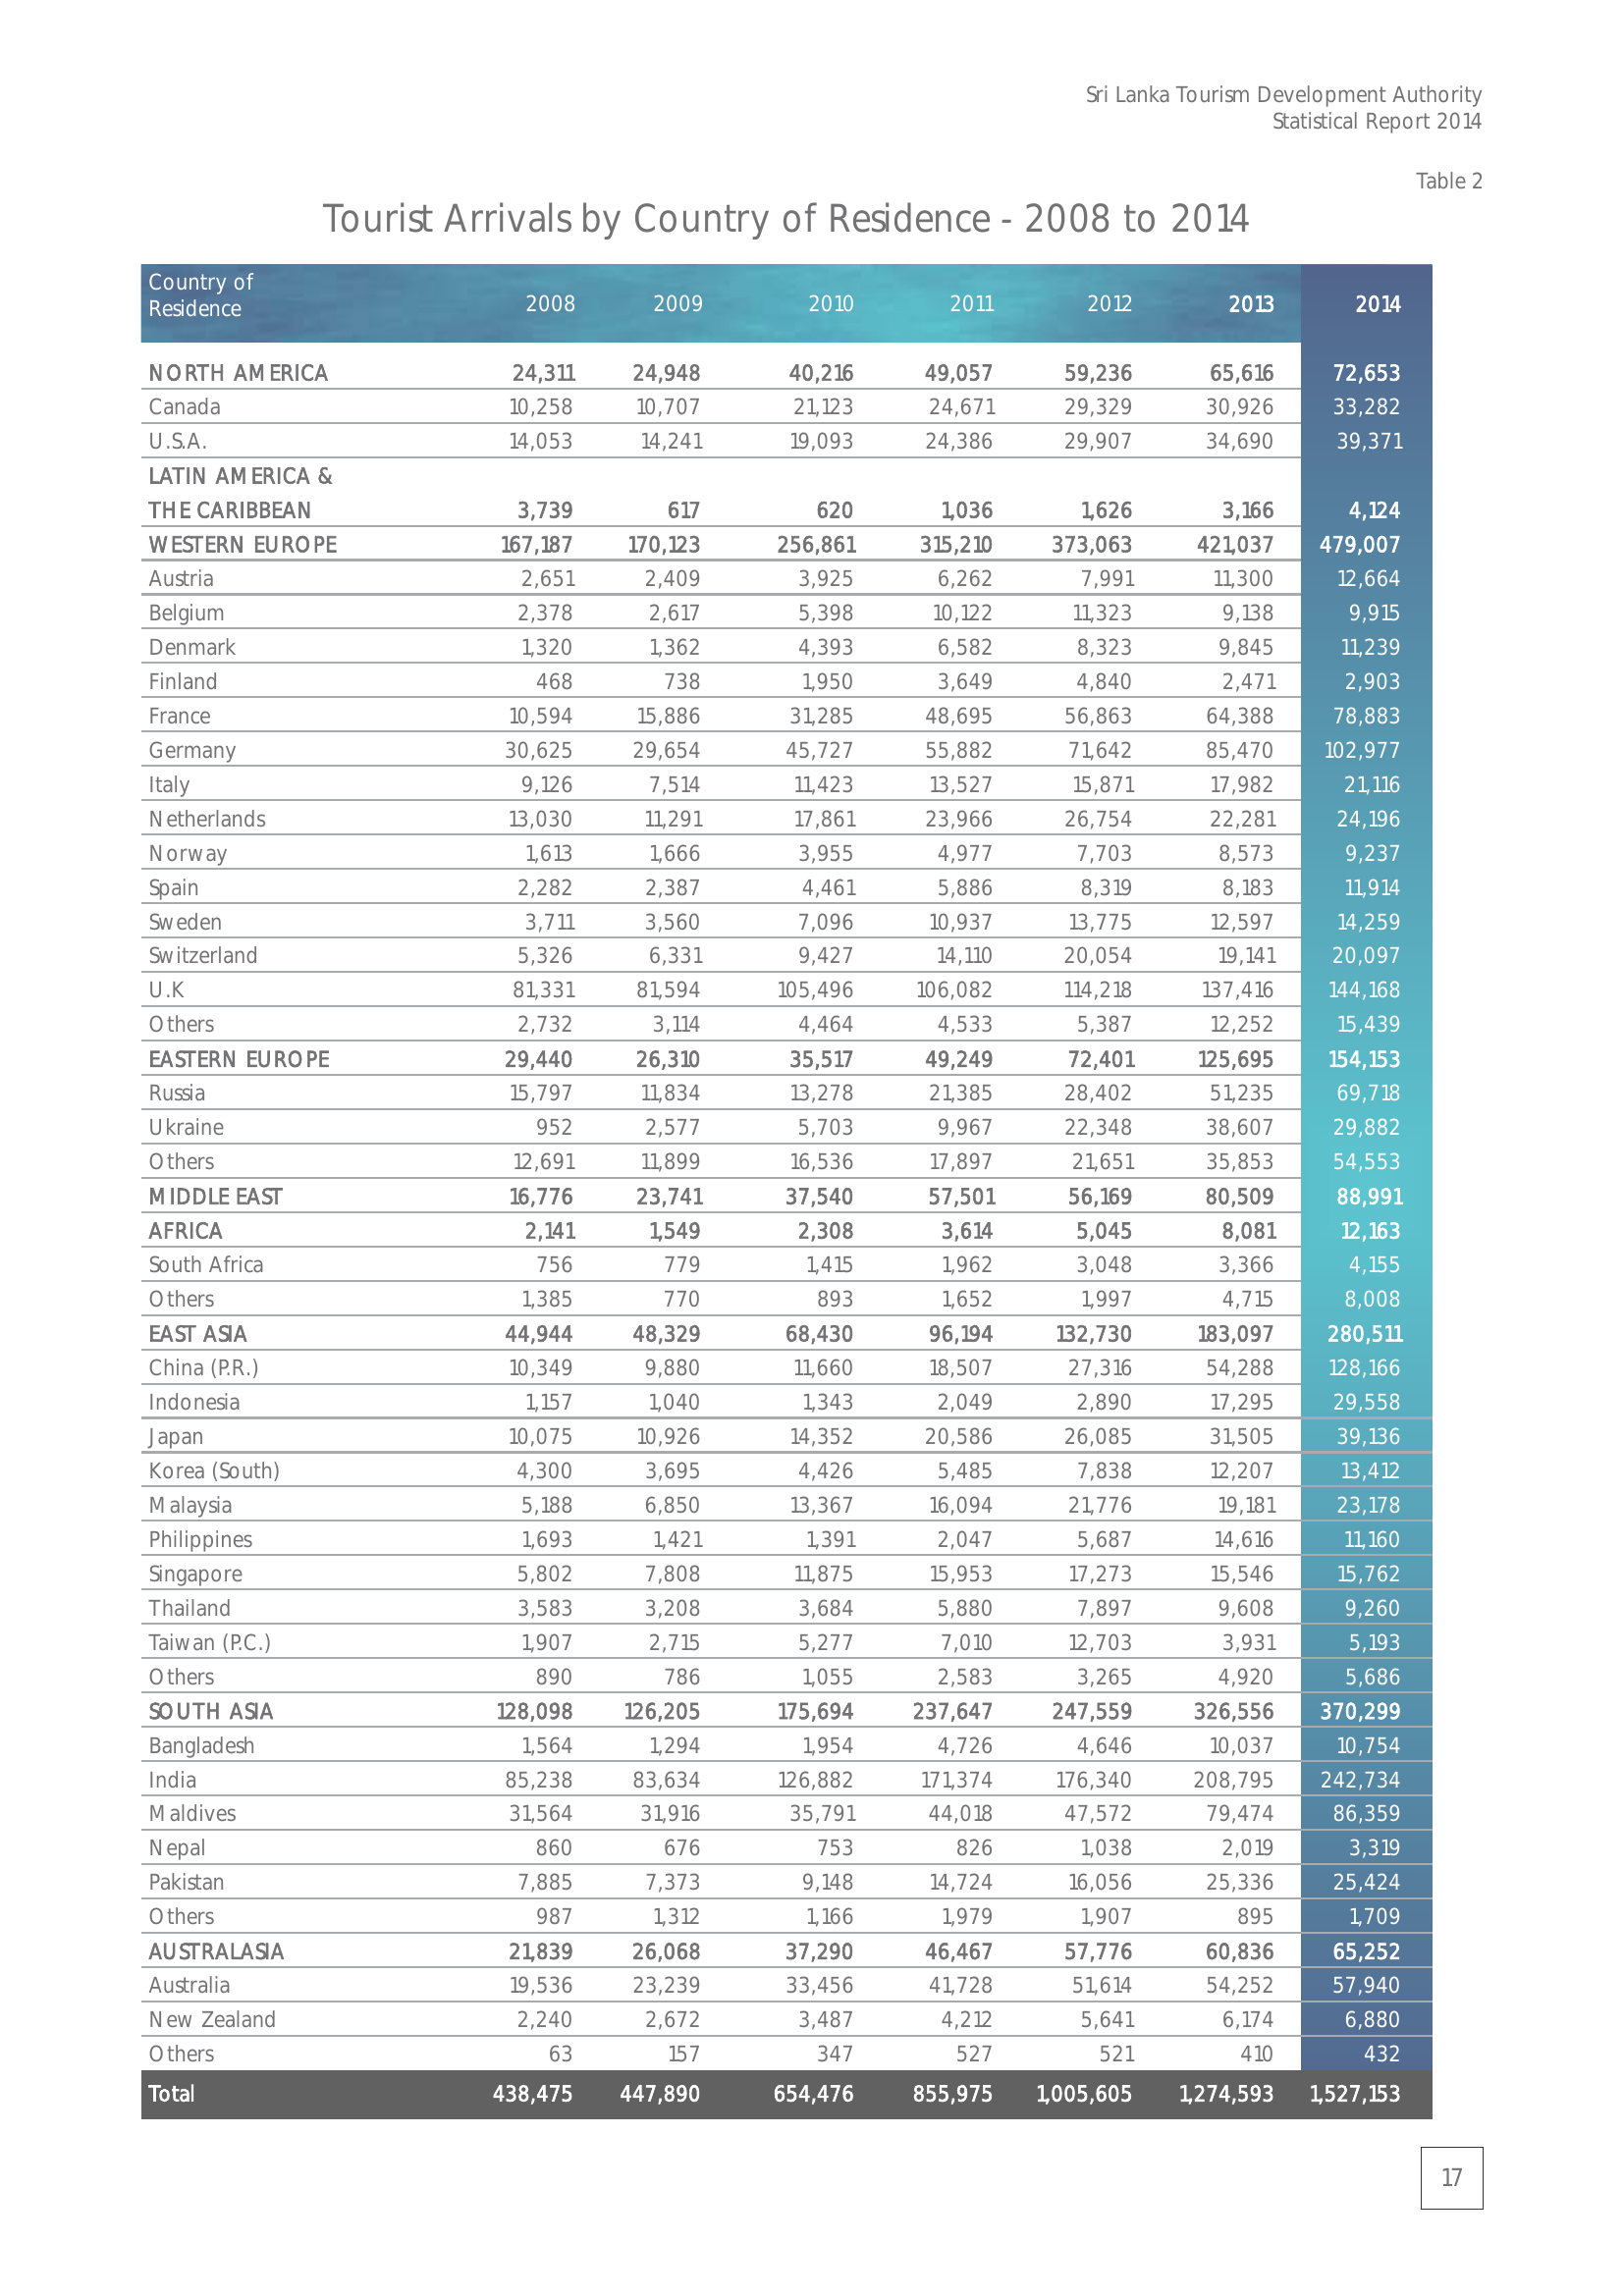 Sri Lanka Tourism Development Authority
Statistical Report 2014
Table 2
Tourist Arrivals by Country of Residence - 2008 to 2014
Country of
Residence 2008 2009 2010 2011 2012 2013 2014
NORTH AMERICA 24,311 24,948 40,216 49,057 59,236 65,616 72,653
Canada 10,258 10,707 21,123 24,671 29,329 30,926 33,282
U.S.A. 14,053 14,241 19,093 24,386 29,907 34,690 39,371
LATIN AMERICA &
THE CARIBBEAN 3,739 617 620 1,036 1,626 3,166 4,124
WESTERN EUROPE 167,187 170,123 256,861 315,210 373,063 421,037 479,007
Austria 2,651 2,409 3,925 6,262 7,991 11,300 12,664
Belgium 2,378 2,617 5,398 10,122 11,323 9,138 9,915
Denmark 1,320 1,362 4,393 6,582 8,323 9,845 11,239
Finland 468 738 1,950 3,649 4,840 2,471 2,903
France 10,594 15,886 31,285 48,695 56,863 64,388 78,883
Germany 30,625 29,654 45,727 55,882 71,642 85,470 102,977
Italy 9,126 7,514 11,423 13,527 15,871 17,982 21,116
Netherlands 13,030 11,291 17,861 23,966 26,754 22,281 24,196
Norway 1,613 1,666 3,955 4,977 7,703 8,573 9,237
Spain 2,282 2,387 4,461 5,886 8,319 8,183 11,914
Sweden 3,711 3,560 7,096 10,937 13,775 12,597 14,259
Switzerland 5,326 6,331 9,427 14,110 20,054 19,141 20,097
U.K 81,331 81,594 105,496 106,082 114,218 137,416 144,168
Others 2,732 3,114 4,464 4,533 5,387 12,252 15,439
EASTERN EUROPE 29,440 26,310 35,517 49,249 72,401 125,695 154,153
Russia 15,797 11,834 13,278 21,385 28,402 51,235 69,718
Ukraine 952 2,577 5,703 9,967 22,348 38,607 29,882
Others 12,691 11,899 16,536 17,897 21,651 35,853 54,553
MIDDLE EAST 16,776 23,741 37,540 57,501 56,169 80,509 88,991
AFRICA 2,141 1,549 2,308 3,614 5,045 8,081 12,163
South Africa 756 779 1,415 1,962 3,048 3,366 4,155
Others 1,385 770 893 1,652 1,997 4,715 8,008
EAST ASIA 44,944 48,329 68,430 96,194 132,730 183,097 280,511
China (P.R.) 10,349 9,880 11,660 18,507 27,316 54,288 128,166
Indonesia 1,157 1,040 1,343 2,049 2,890 17,295 29,558
Japan 10,075 10,926 14,352 20,586 26,085 31,505 39,136
Korea (South) 4,300 3,695 4,426 5,485 7,838 12,207 13,412
Malaysia 5,188 6,850 13,367 16,094 21,776 19,181 23,178
Philippines 1,693 1,421 1,391 2,047 5,687 14,616 11,160
Singapore 5,802 7,808 11,875 15,953 17,273 15,546 15,762
Thailand 3,583 3,208 3,684 5,880 7,897 9,608 9,260
Taiwan (P.C.) 1,907 2,715 5,277 7,010 12,703 3,931 5,193
Others 890 786 1,055 2,583 3,265 4,920 5,686
SOUTH ASIA 128,098 126,205 175,694 237,647 247,559 326,556 370,299
Bangladesh 1,564 1,294 1,954 4,726 4,646 10,037 10,754
India 85,238 83,634 126,882 171,374 176,340 208,795 242,734
Maldives 31,564 31,916 35,791 44,018 47,572 79,474 86,359
Nepal 860 676 753 826 1,038 2,019 3,319
Pakistan 7,885 7,373 9,148 14,724 16,056 25,336 25,424
Others 987 1,312 1,166 1,979 1,907 895 1,709
AUSTRALASIA 21,839 26,068 37,290 46,467 57,776 60,836 65,252
Australia 19,536 23,239 33,456 41,728 51,614 54,252 57,940
New Zealand 2,240 2,672 3,487 4,212 5,641 6,174 6,880
Others 63 157 347 527 521 410 432
Total 438,475 447,890 654,476 855,975 1,005,605 1,274,593 1,527,153
17